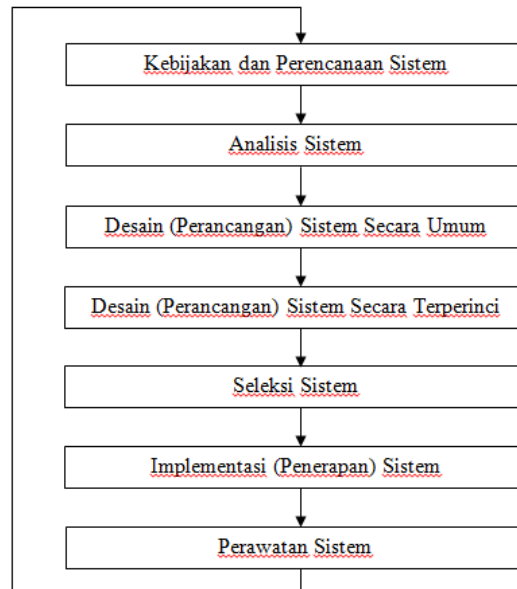 Kebijakan dan Perencanaan Sistem
Analisis Sistem
Desain (Perancangan) Sistem Secara Umum
Desain (Perancangan) Sistem Secara Terperinci
Seleksi Sistem
Implementasi (Penerapan) Sistem
Perawatan Sistem